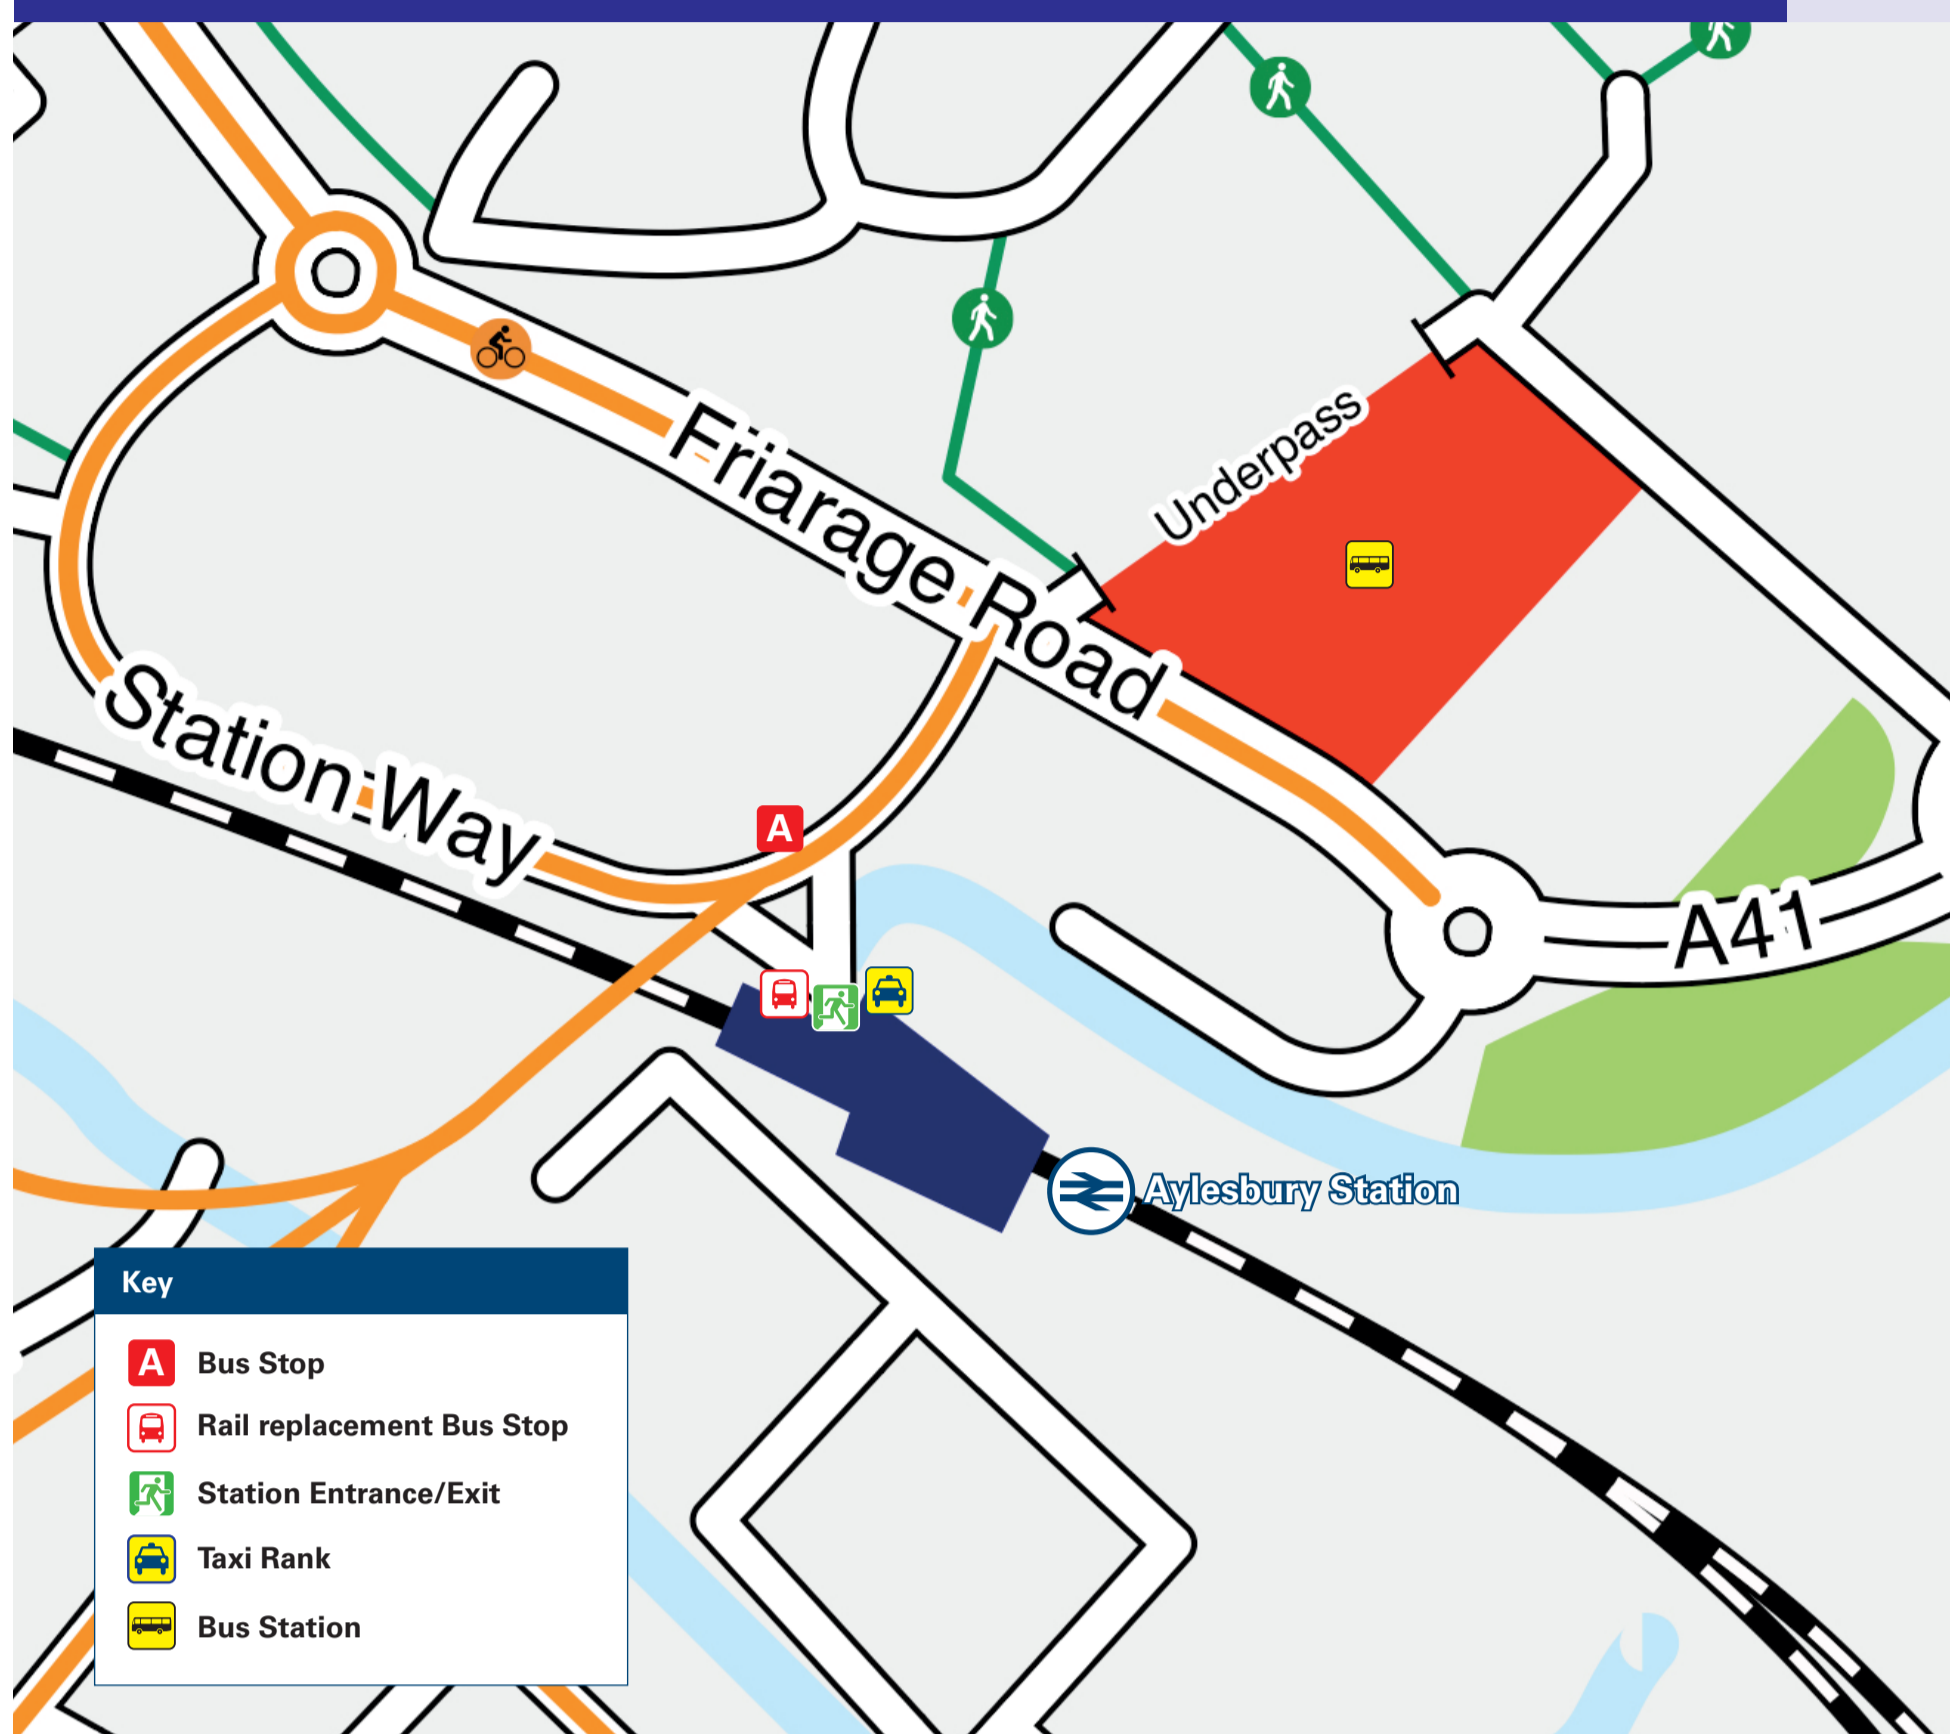 Underpass
Friarage Road
Station Way
A
A41
Aylesbury Station
Key
A Bus Stop
Rail replacement Bus Stop
Station Entrance/Exit
Taxi Rank
Bus Station